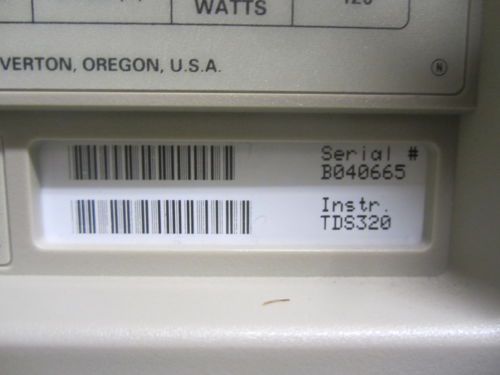 WATTS
VERTON, OREGON, U.S.A.
N
Serial #
B040665
Instr.
TDS320